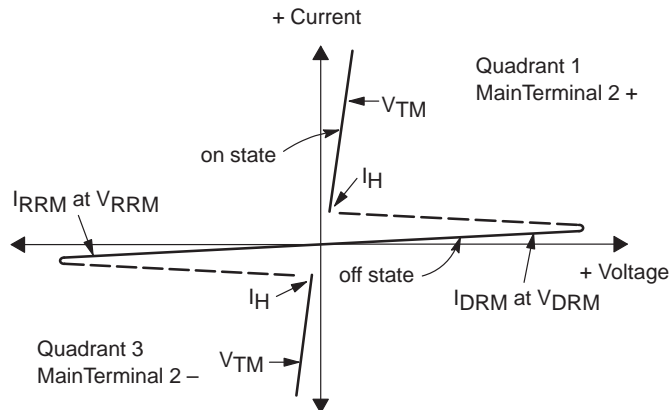 + Current
Quadrant 1
MainTerminal 2 +
VTM
on state
IH
IRRM at VRRM
+ Voltage
off state
IH
IDRM at VDRM
Quadrant 3
MainTerminal 2 –
VTM